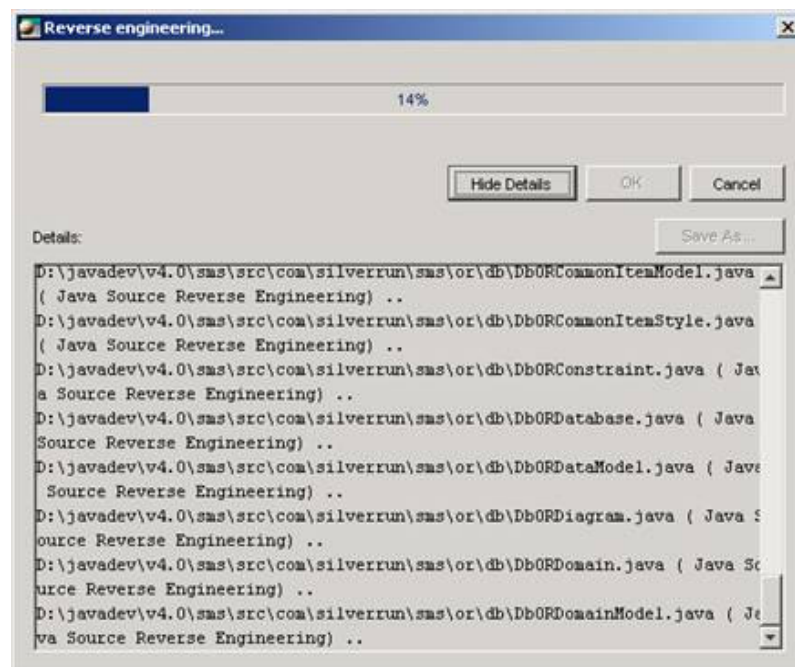 Reverse engineering...
14%
Hide Details
OK
Cancel
Details:
Save As...
D:\javadev\v4.0\sms\src\com\silverrun\sms\or\db\DbORCommonItemModel.java
( Java Source Reverse Engineering) ..
D:\javadev\v4.0\sms\src\com\silverrun\sms\or\db\DbORCommonItemStyle.java
( Java Source Reverse Engineering) ..
D:\javadev\v4.0\sms\src\com\silverrun\sms\or\db\DbORConstraint.java ( Jav
a Source Reverse Engineering) ..
D:\javadev\v4.0\sms\src\com\silverrun\sms\or\db\DbORDatabase.java ( Java
Source Reverse Engineering) ..
D:\javadev\v4.0\sms\src\com\silverrun\sms\or\db\DbORDataModel.java ( Java
Source Reverse Engineering) ..
D:\javadev\v4.0\sms\src\com\silverrun\sms\or\db\DbORDiagram.java ( Java S
ource Reverse Engineering) ..
D:\javadev\v4.0\sms\src\com\silverrun\sms\or\db\DbORDomain.java ( Java So
urce Reverse Engineering) ..
D:\javadev\v4.0\sms\src\com\silverrun\sms\or\db\DbORDomainModel.java ( Ja
va Source Reverse Engineering) ..